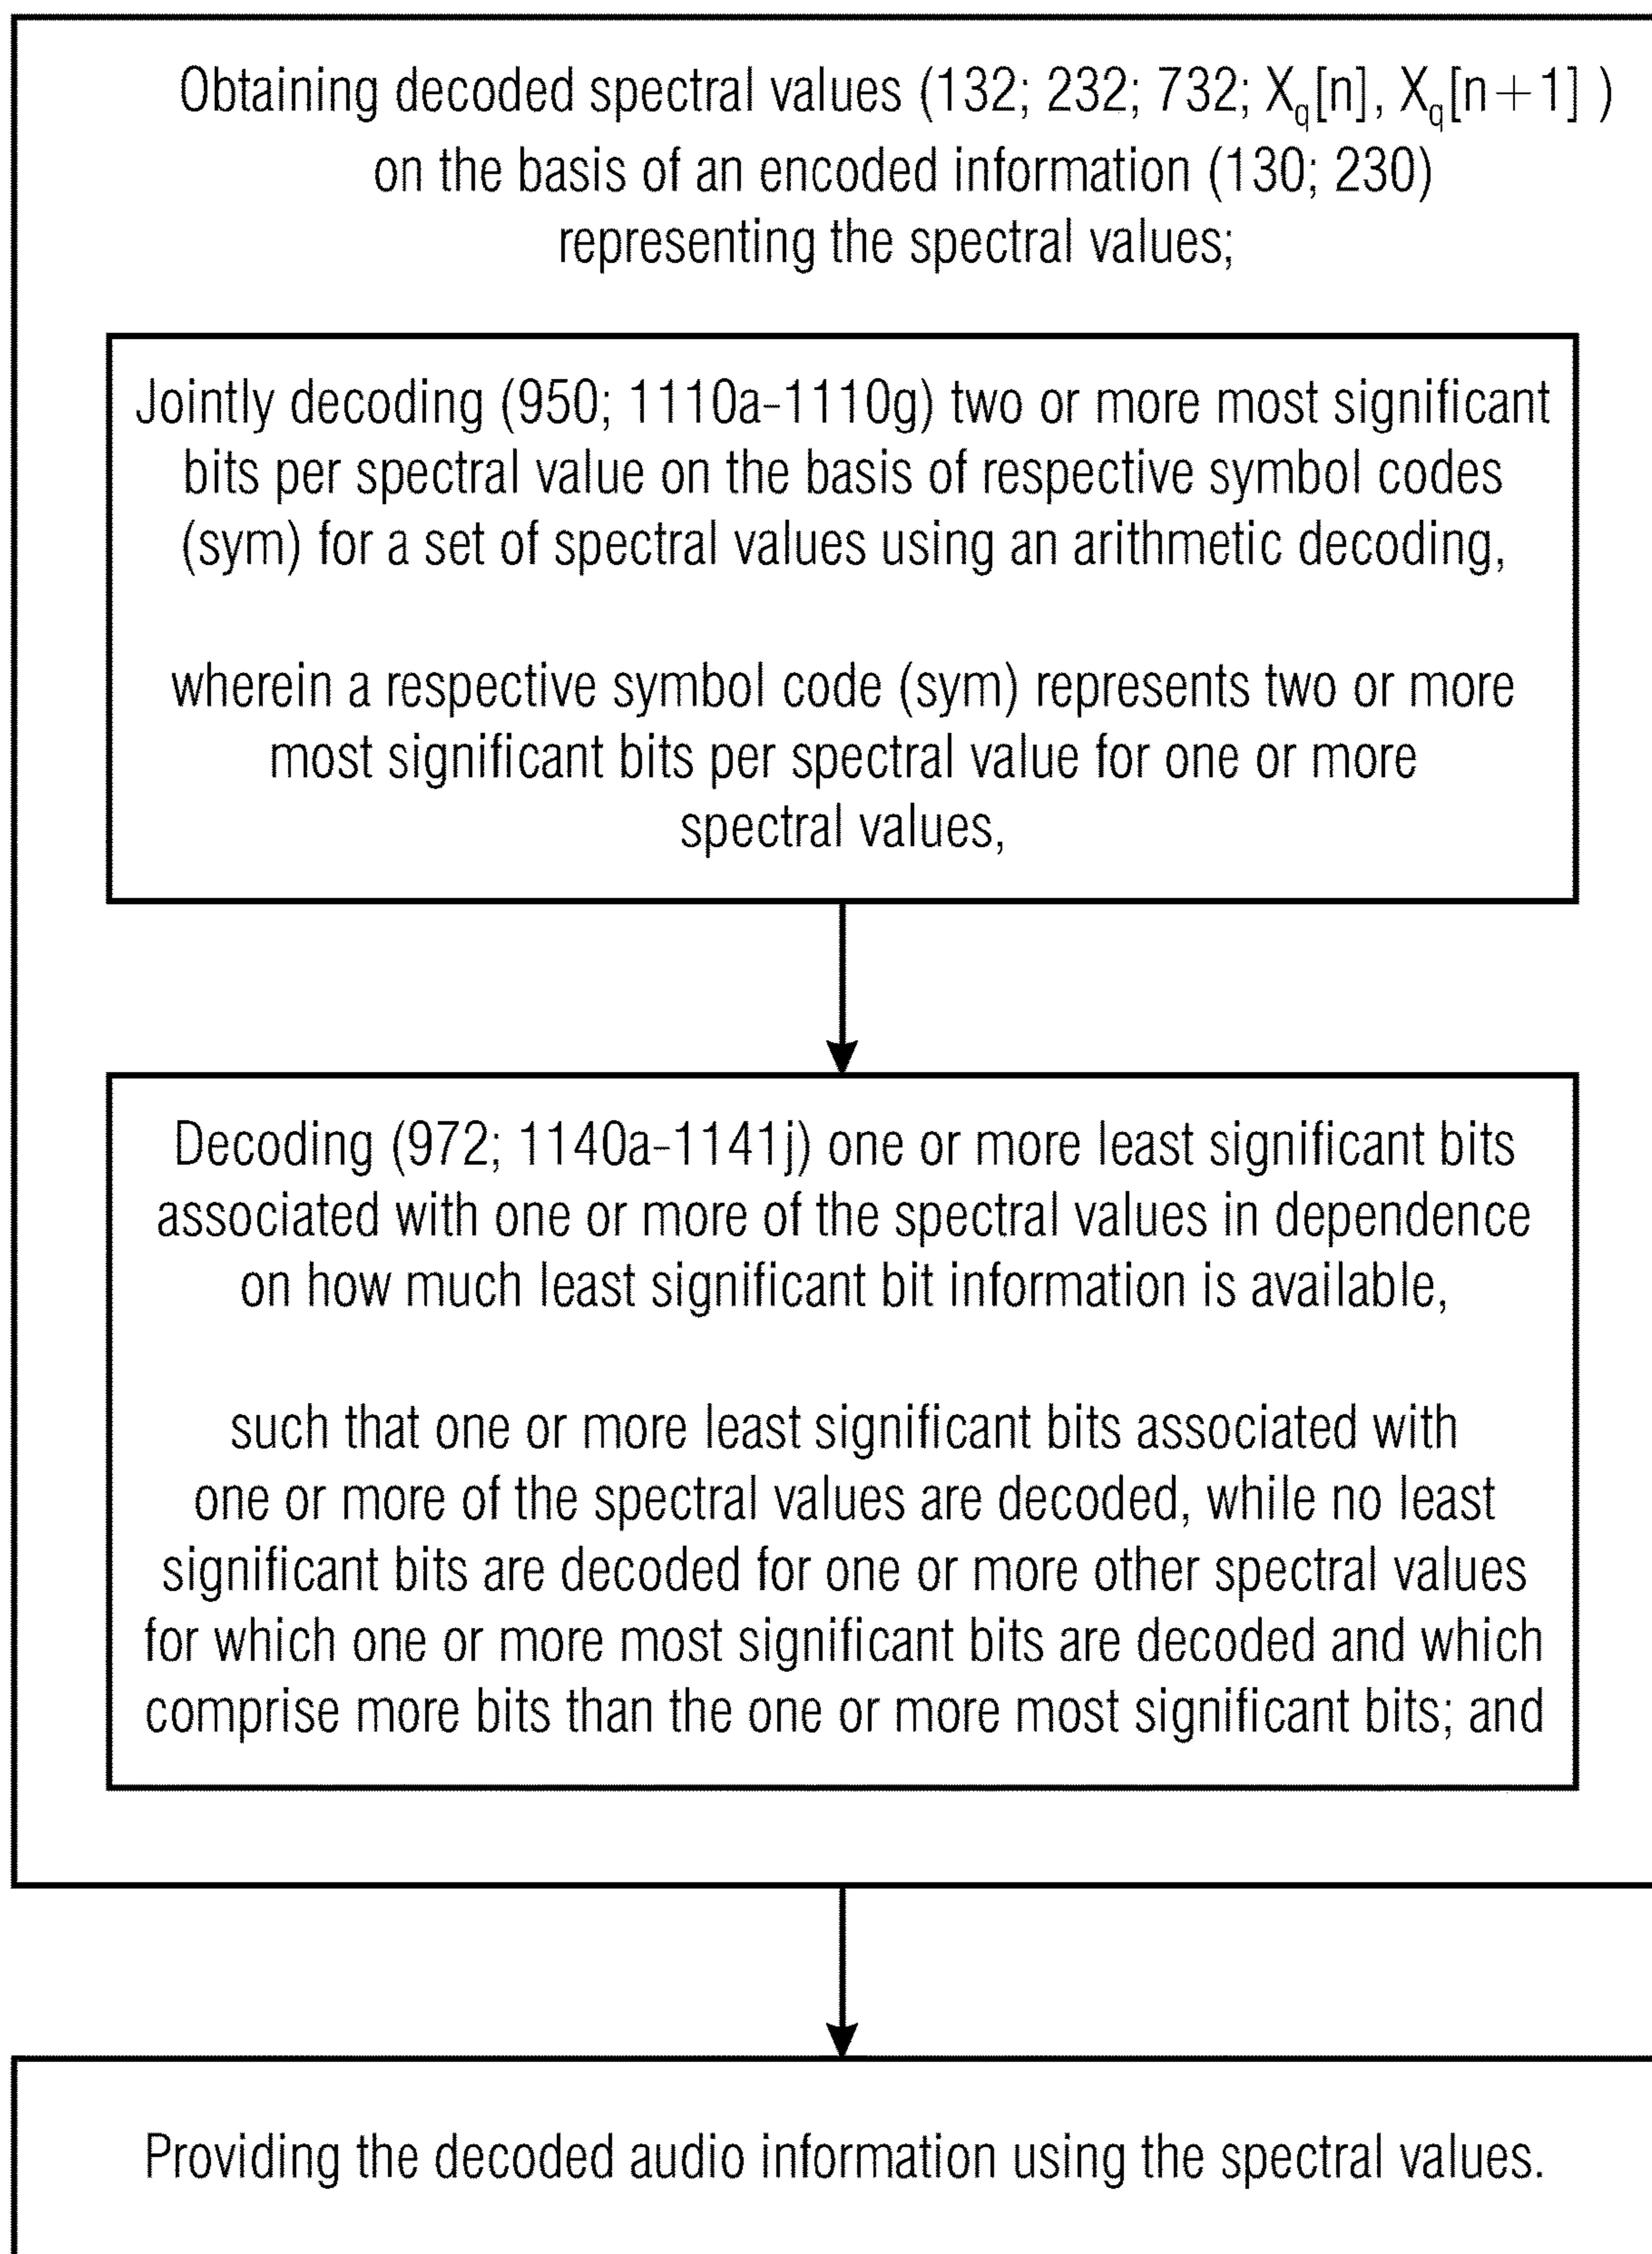 Obtaining decoded spectral values (132; 232; 732; Xq[n], Xq[n+1] )
on the basis of an encoded information (130; 230)
representing the spectral values;
Jointly decoding (950; 1110a-1110g) two or more most significant
bits per spectral value on the basis of respective symbol codes
(sym) for a set of spectral values using an arithmetic decoding,
wherein a respective symbol code (sym) represents two or more
most significant bits per spectral value for one or more
spectral values,
Decoding (972; 1140a-1141j) one or more least significant bits
associated with one or more of the spectral values in dependence
on how much least significant bit information is available,
such that one or more least significant bits associated with
one or more of the spectral values are decoded, while no least
significant bits are decoded for one or more other spectral values
for which one or more most significant bits are decoded and which
comprise more bits than the one or more most significant bits; and
Providing the decoded audio information using the spectral values.